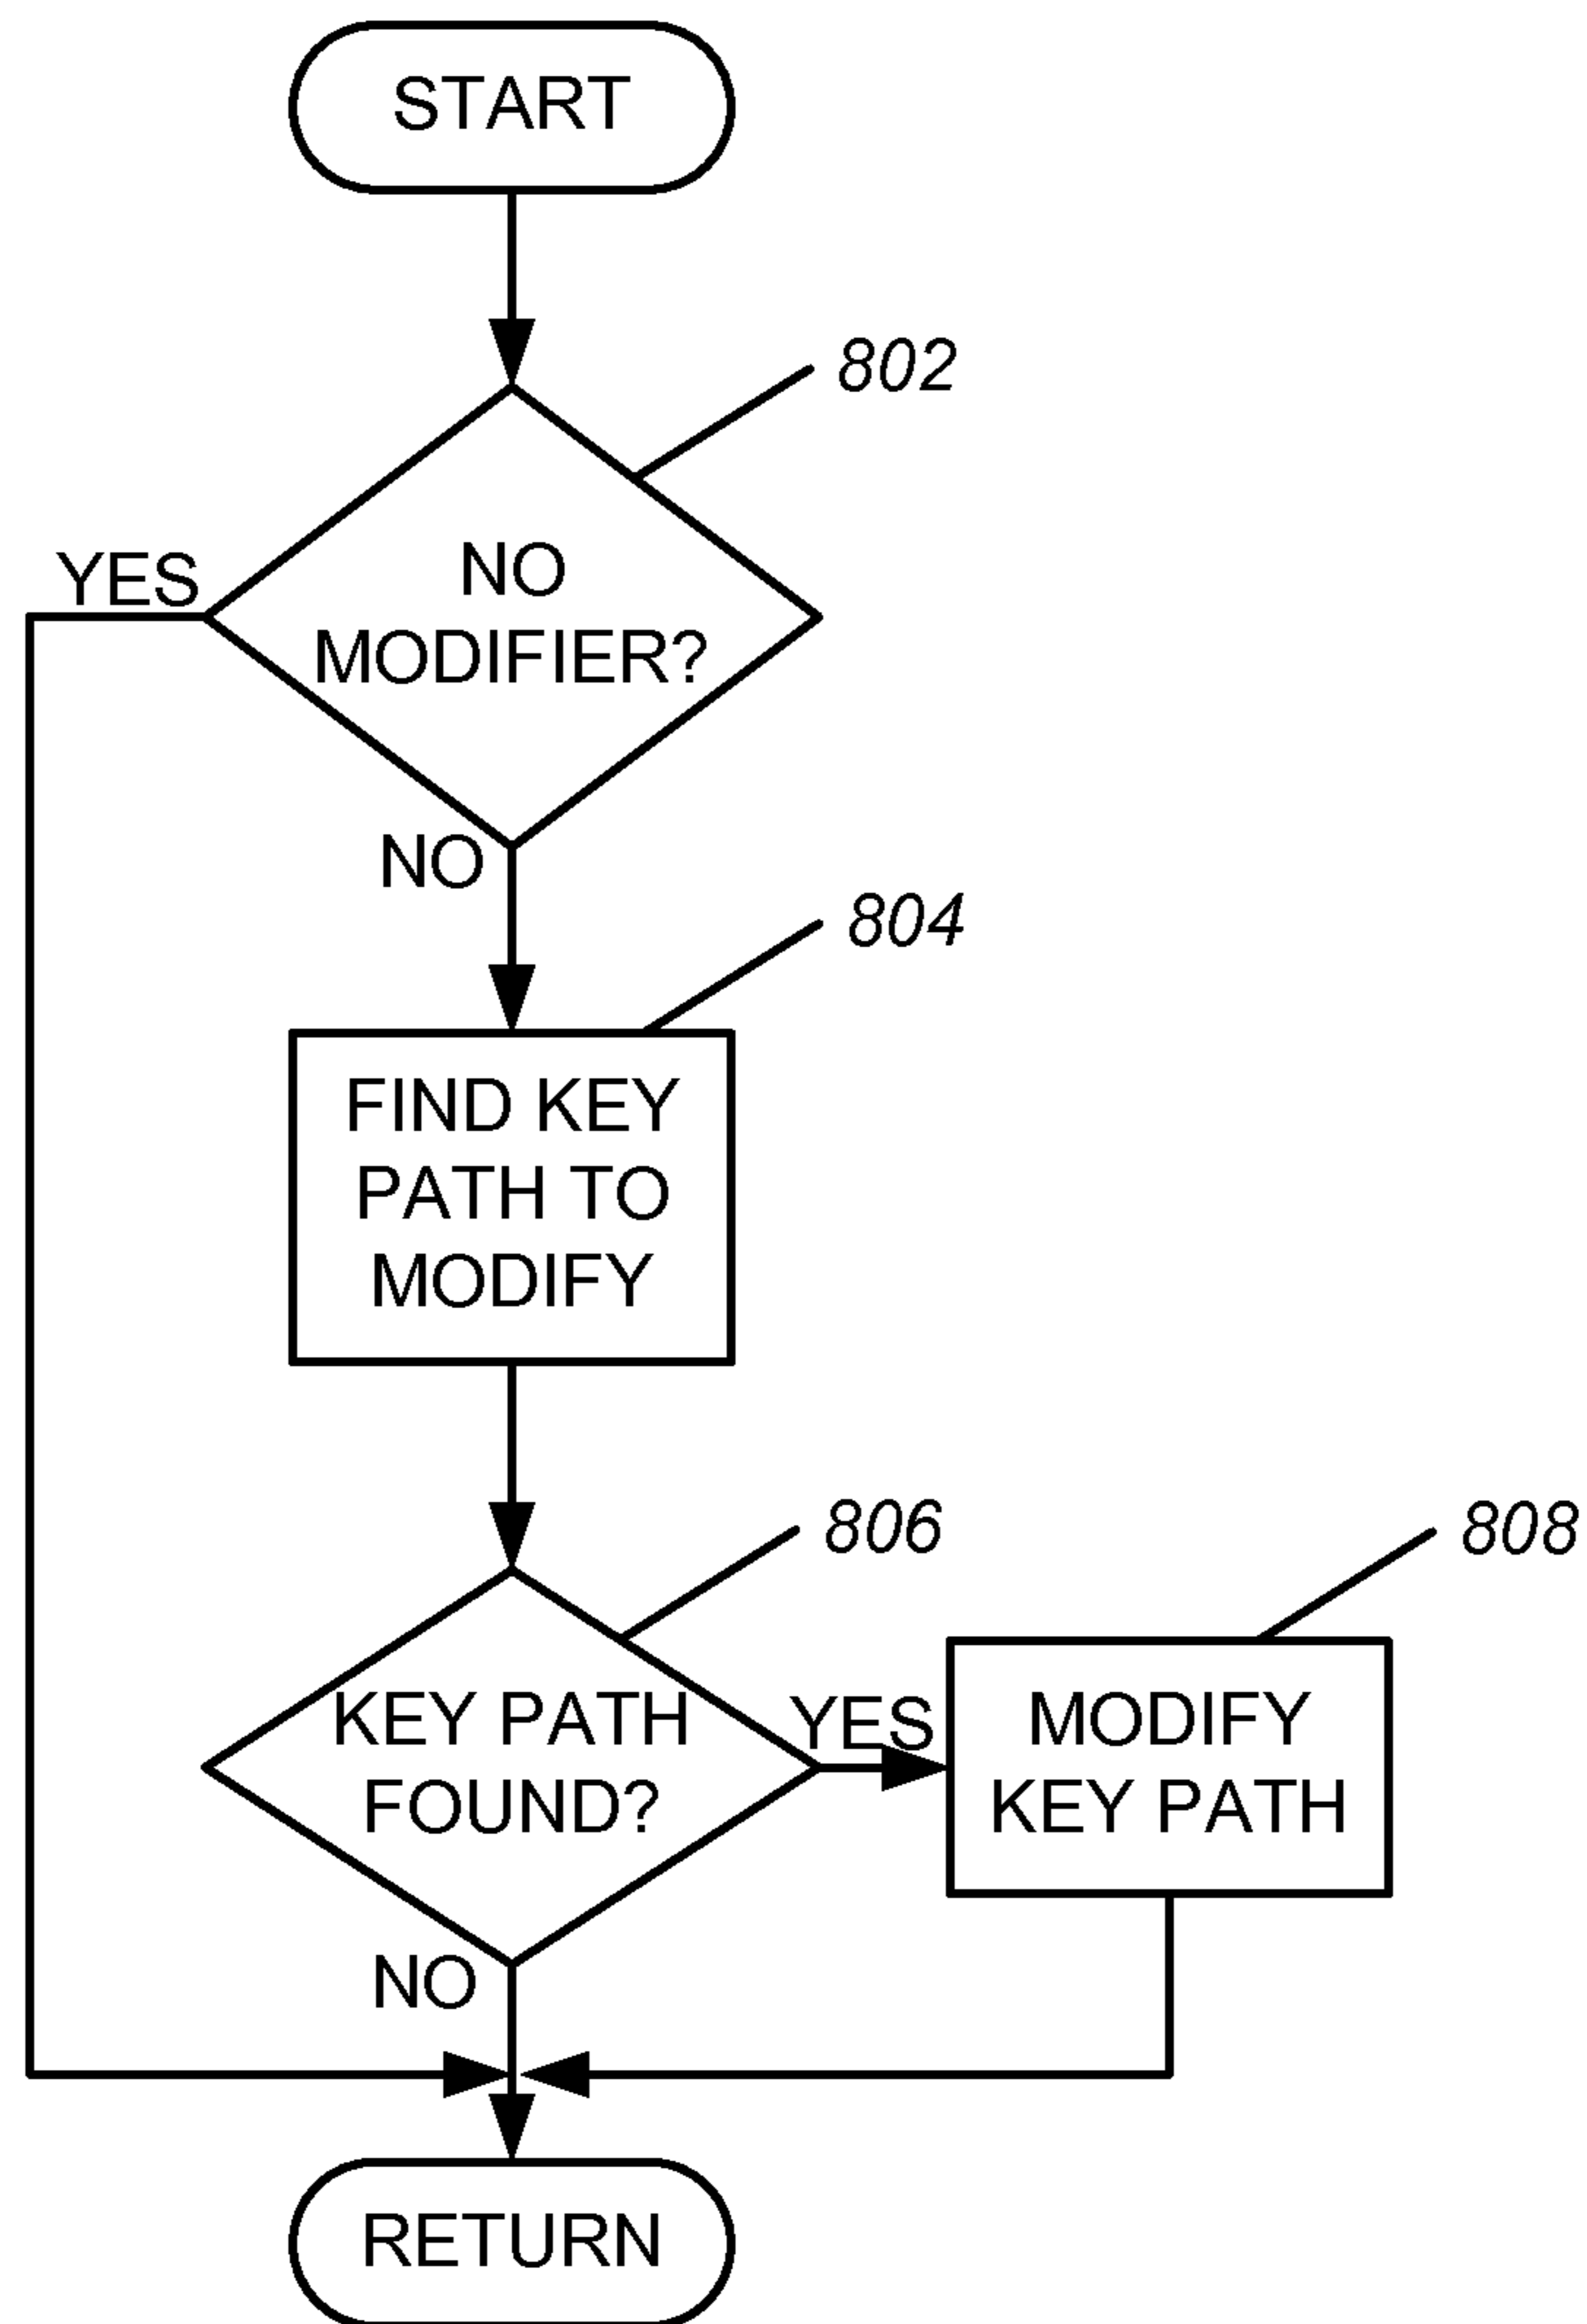 START
802
YES
NO
MODIFIER?
NO
804
FIND KEY
PATH TO
MODIFY
806
808
KEY PATH
FOUND?
YES
MODIFY
KEY PATH
NO
RETURN